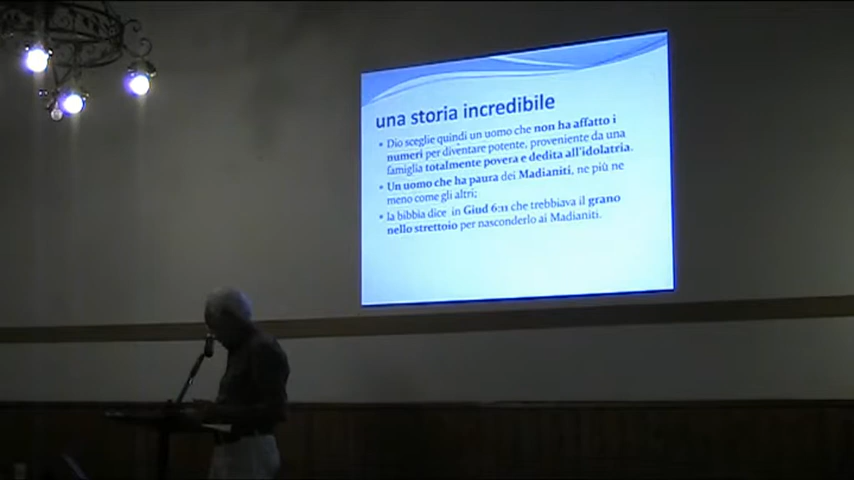 una storia incredibile
• Dio sceglie quindi un uomo che non ha affatto i
numeri per diventare potente, proveniente da una
famiglia totalmente povera e dedita all'idolatria.
• Un uomo che ha paura dei Madianiti, ne più ne
meno come gli altri;
• la bibbia dice in Giud 6:11 che trebbiava il grano
nello strettoio per nasconderlo ai Madianiti.